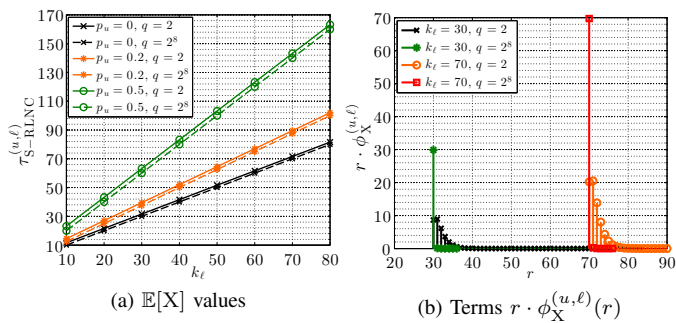 170
150
130
110
90
70
50
30
10
τ_{S−RLNC}^{(u,ℓ)}
p_u = 0, q = 2
p_u = 0, q = 2^8
p_u = 0.2, q = 2
p_u = 0.2, q = 2^8
p_u = 0.5, q = 2
p_u = 0.5, q = 2^8
10 20 30 40 50 60 70 80
k_ℓ
(a) 𝔼[X] values
70
60
50
40
30
20
10
0
r · ϕ_X^{(u,ℓ)}
k_ℓ = 30, q = 2
k_ℓ = 30, q = 2^8
k_ℓ = 70, q = 2
k_ℓ = 70, q = 2^8
20 30 40 50 60 70 80 90
r
(b) Terms r · ϕ_X^{(u,ℓ)}(r)